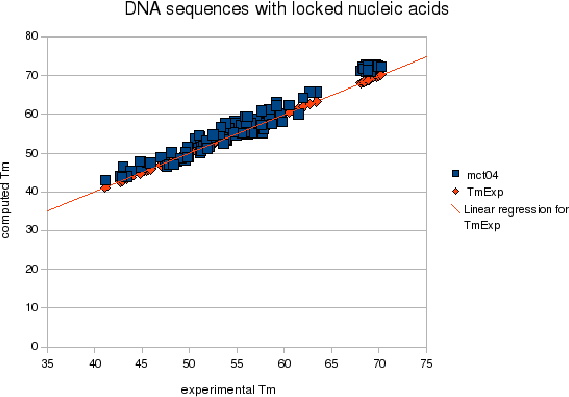 DNA sequences with locked nucleic acids
computed Tm
80
70
60
50
40
30
20
10
0
35 40 45 50 55 60 65 70 75
experimental Tm
mct04
TmExp
Linear regression for
TmExp